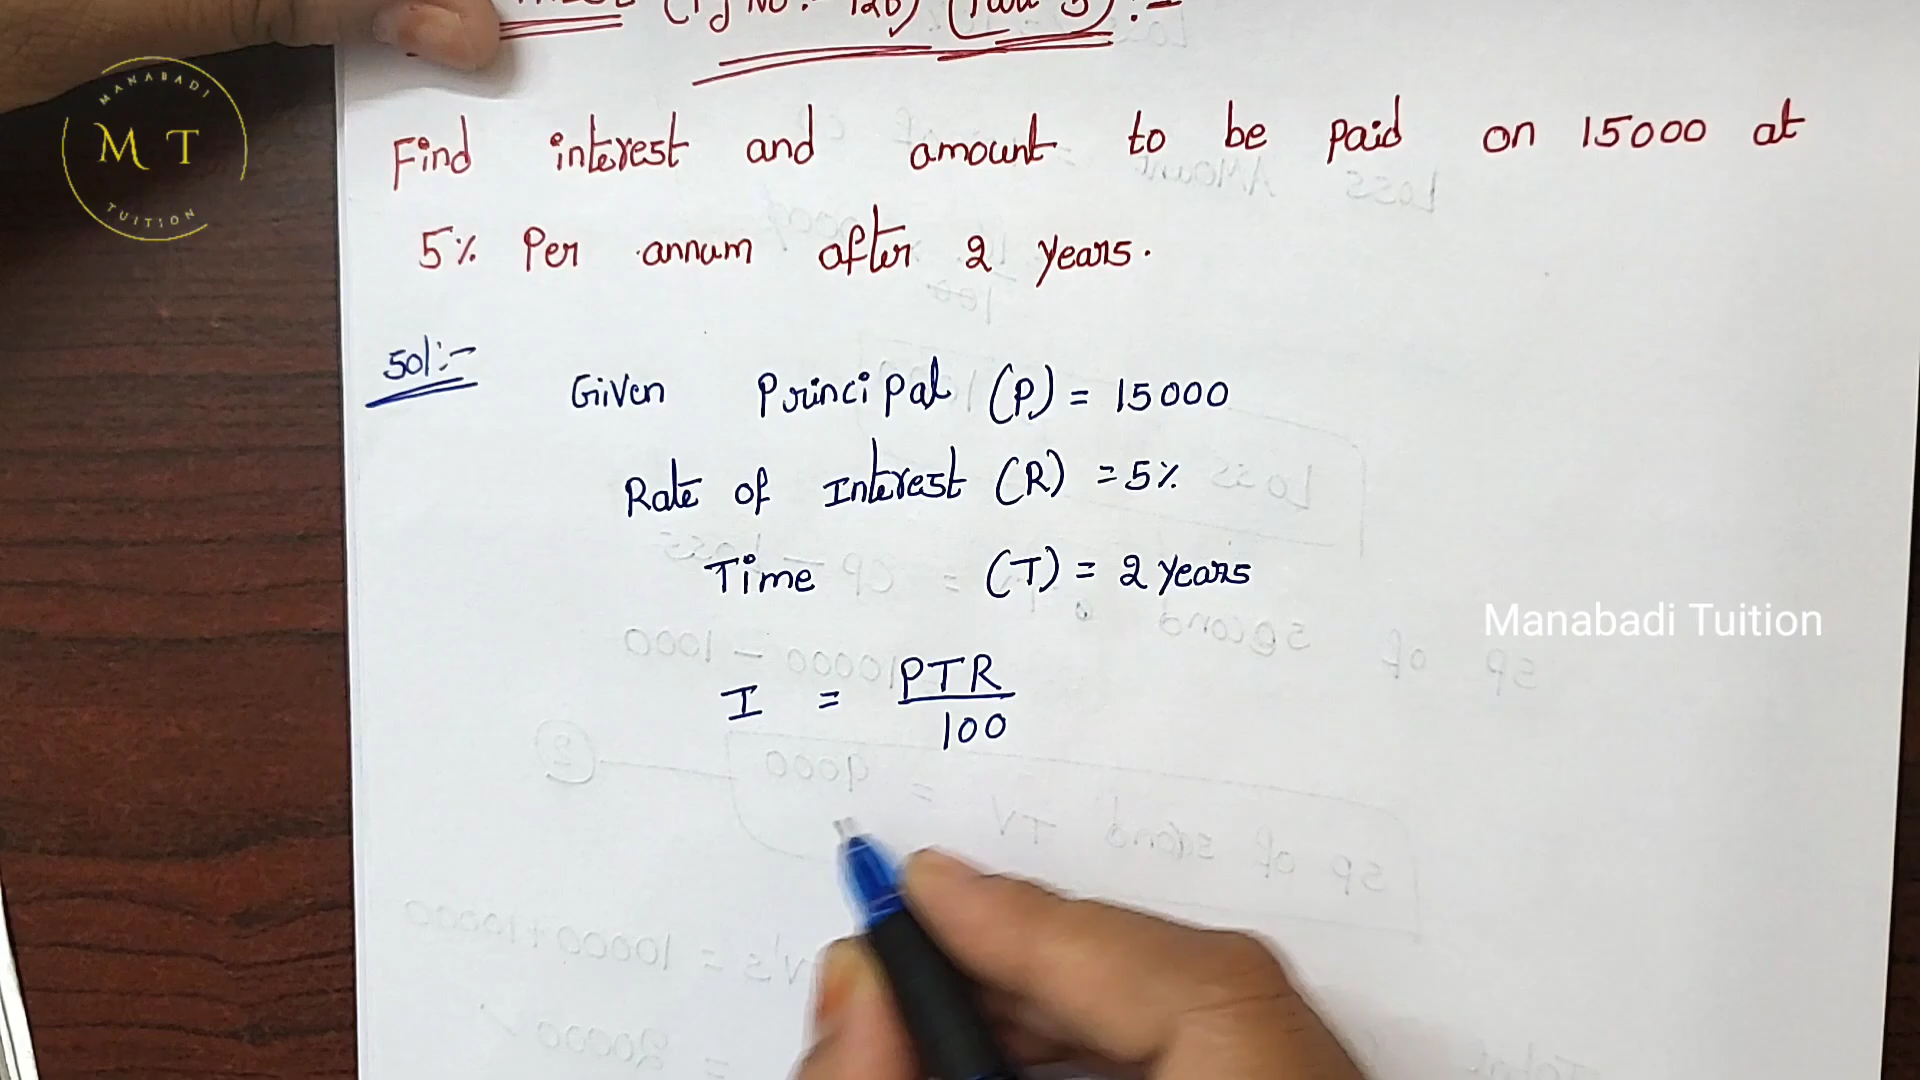 MANABADI
M T
TUITION
Find interest and amount to be paid on 15000 at
5% Per annum after 2 years.
Sol:-
Given Principal (P) = 15000
Rate of Interest (R) = 5%
Time (T) = 2 years
I = PTR
100
Manabadi Tuition